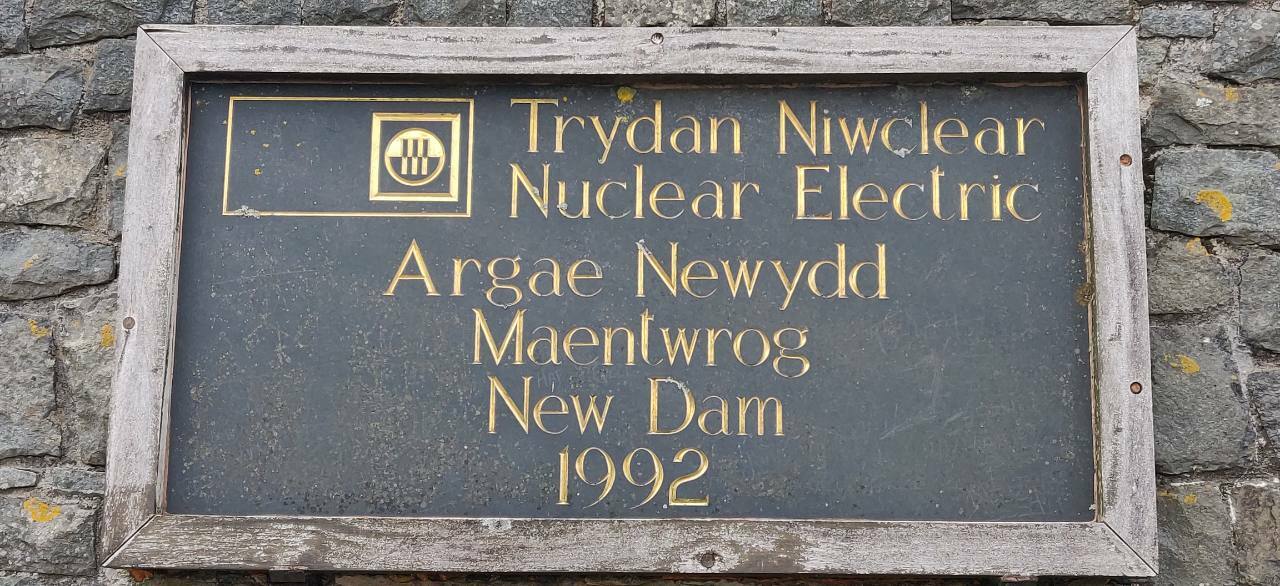 Trydan Niwclear
Nuclear Electric
Argae Newydd
Maentwrog
New Dam
1992